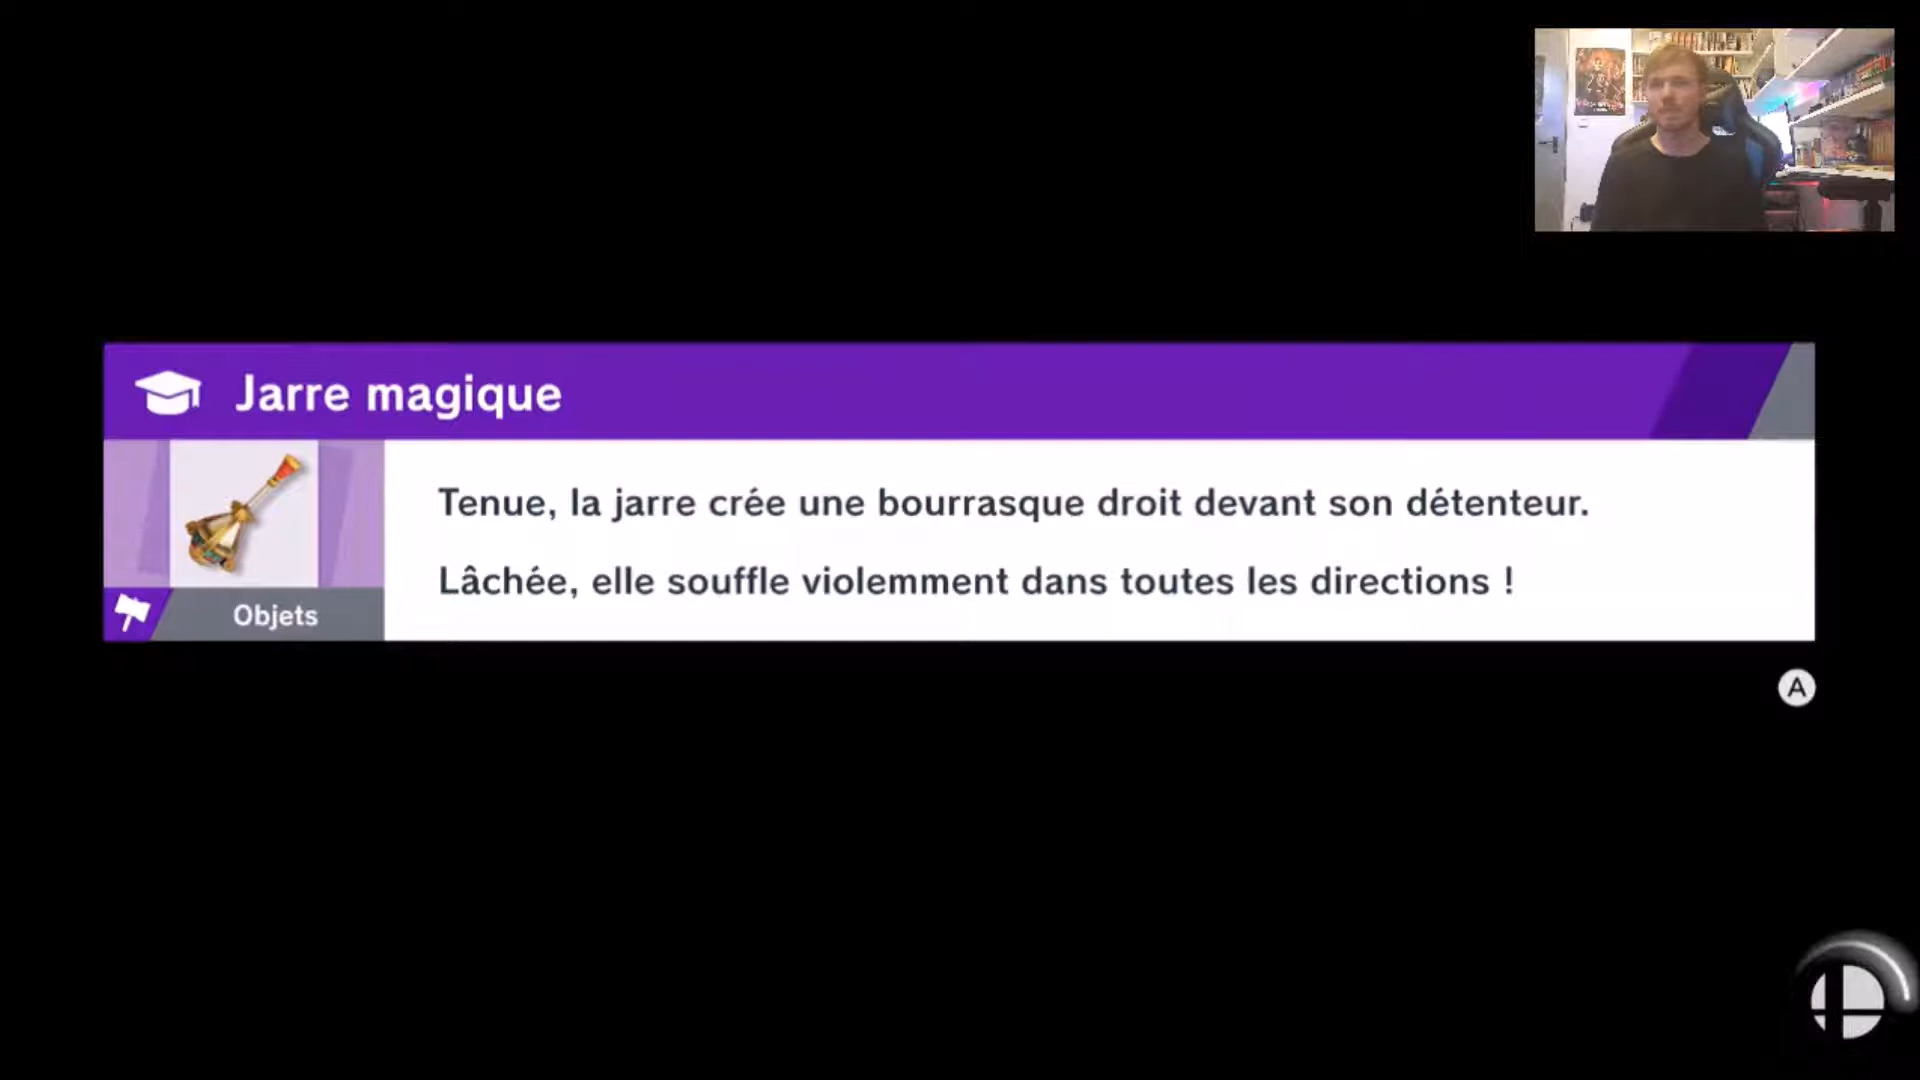 Jarre magique
Tenue, la jarre crée une bourrasque droit devant son détenteur.
Lâchée, elle souffle violemment dans toutes les directions !
Objets
A